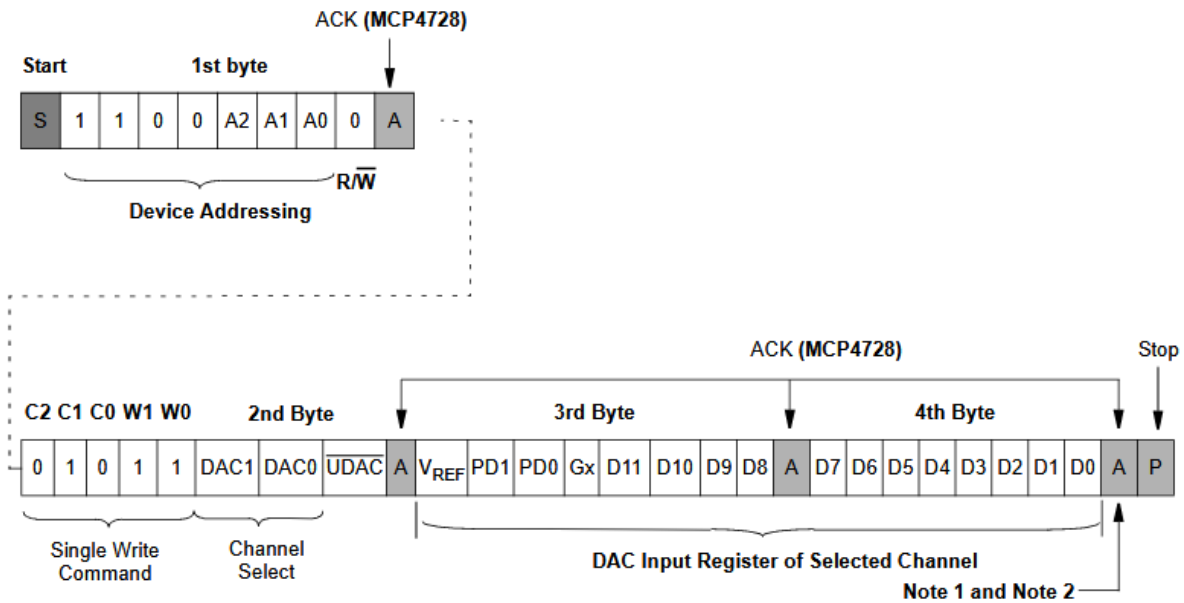 ACK (MCP4728)
Start 1st byte
S 1 1 0 0 A2 A1 A0 0 A
R/W̅
Device Addressing
ACK (MCP4728) Stop
C2 C1 C0 W1 W0 2nd Byte 3rd Byte 4th Byte
0 1 0 1 1 DAC1 DAC0 U̅D̅A̅C̅ A VREF PD1 PD0 Gx D11 D10 D9 D8 A D7 D6 D5 D4 D3 D2 D1 D0 A P
Single Write
Command
Channel
Select
DAC Input Register of Selected Channel
Note 1 and Note 2